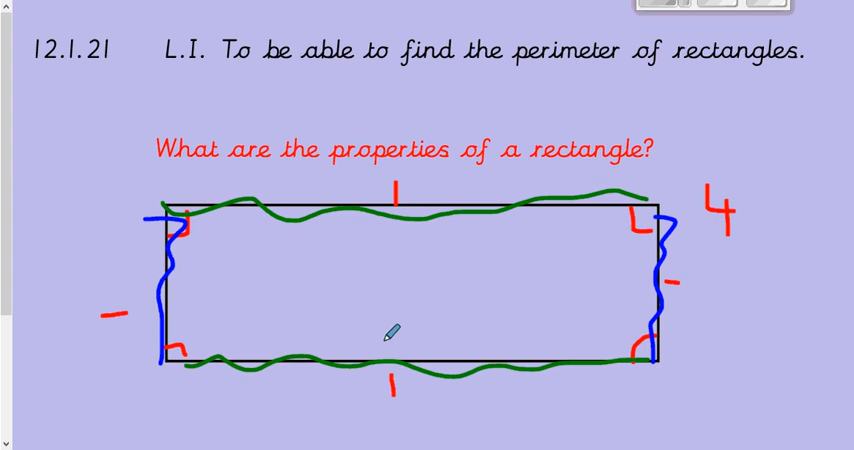 12.1.21 L.I. To be able to find the perimeter of rectangles.
What are the properties of a rectangle?
4